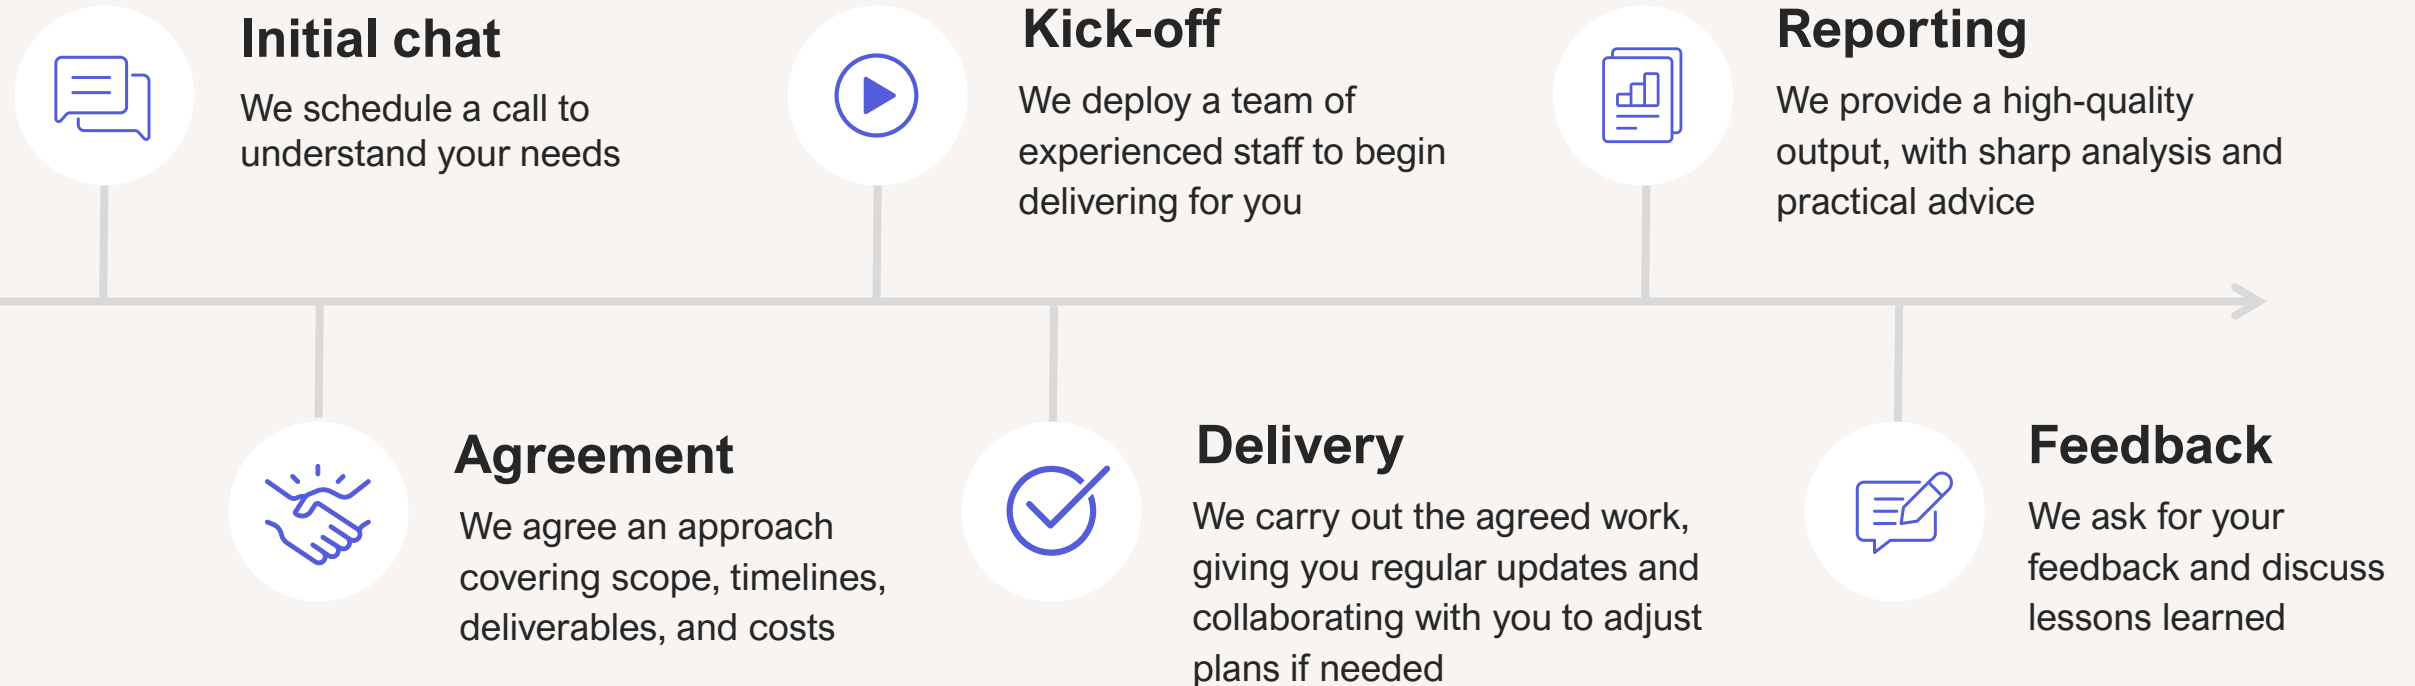 Initial chat
We schedule a call to
understand your needs
Agreement
We agree an approach
covering scope, timelines,
deliverables, and costs
Kick-off
We deploy a team of
experienced staff to begin
delivering for you
Delivery
We carry out the agreed work,
giving you regular updates and
collaborating with you to adjust
plans if needed
Reporting
We provide a high-quality
output, with sharp analysis and
practical advice
Feedback
We ask for your
feedback and discuss
lessons learned